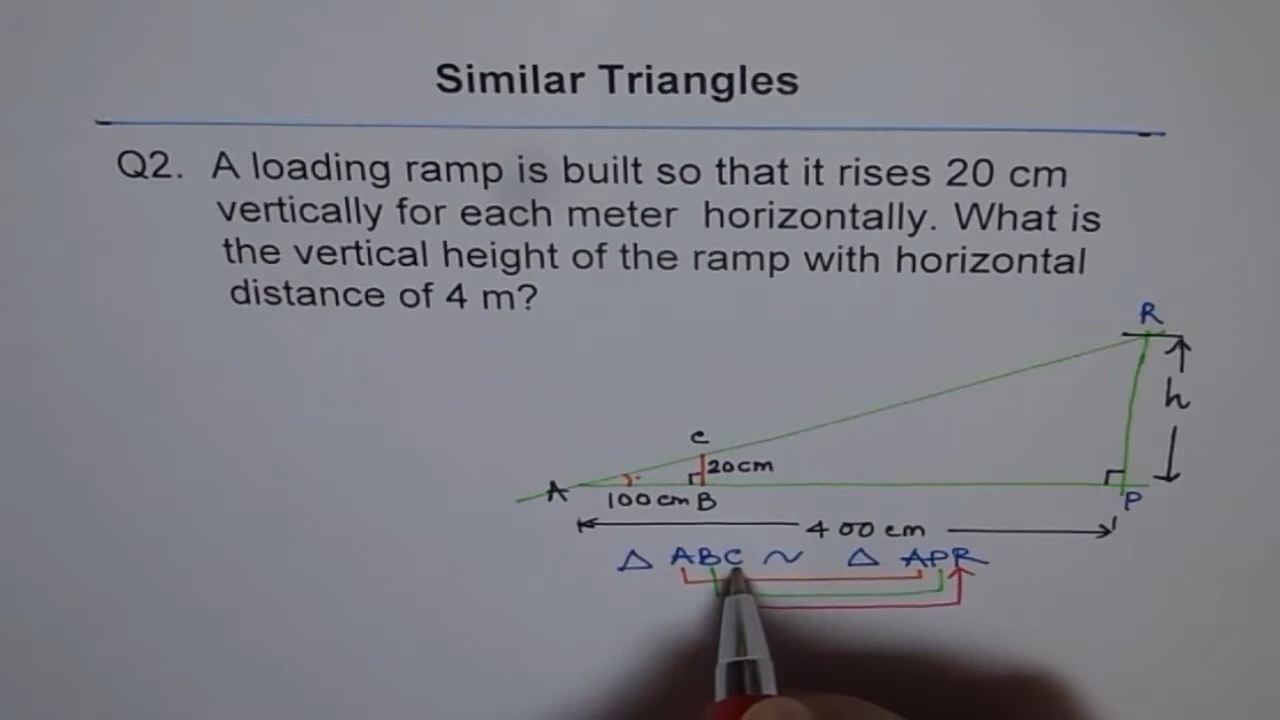 Similar Triangles
Q2. A loading ramp is built so that it rises 20 cm
vertically for each meter horizontally. What is
the vertical height of the ramp with horizontal
distance of 4 m?
R
h
C
20cm
A
100 cm B
P
400 cm
Δ ABC ~ Δ APR